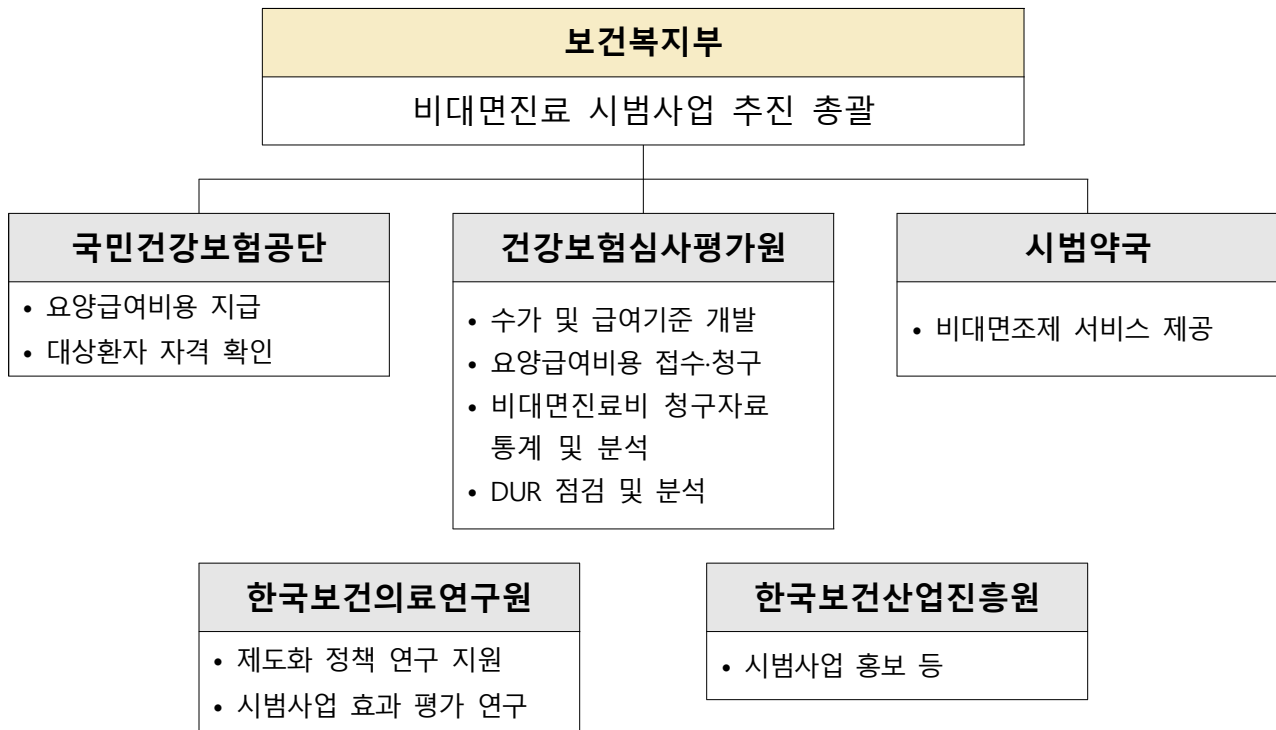 보건복지부
비대면진료 시범사업 추진 총괄
국민건강보험공단
• 요양급여비용 지급
• 대상환자 자격 확인
건강보험심사평가원
• 수가 및 급여기준 개발
• 요양급여비용 접수·청구
• 비대면진료비 청구자료
통계 및 분석
• DUR 점검 및 분석
시범약국
• 비대면조제 서비스 제공
한국보건의료연구원
• 제도화 정책 연구 지원
• 시범사업 효과 평가 연구
한국보건산업진흥원
• 시범사업 홍보 등